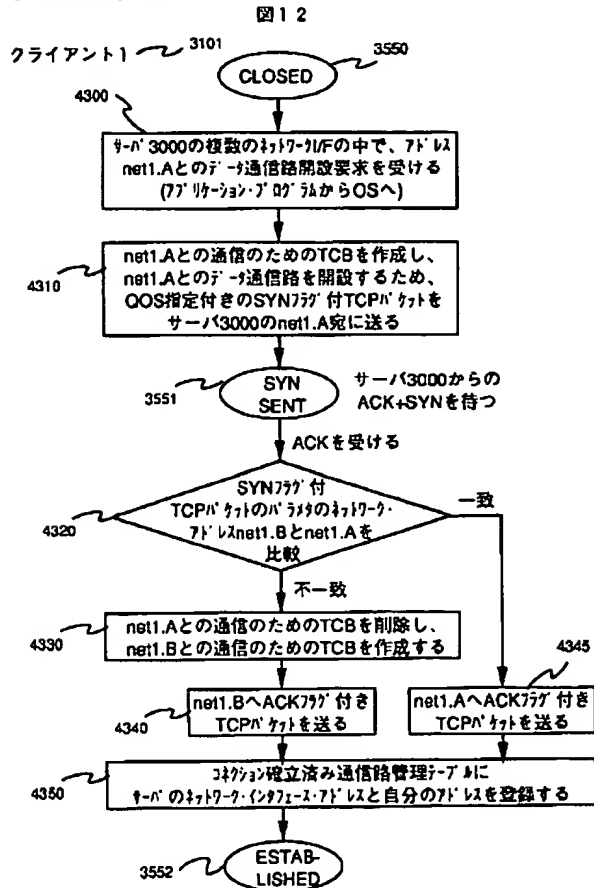 図12
クライアント1 3101
3550
CLOSED
4300
サーバ3000の複数のネットワークI/Fの中で、アドレス
net1.Aとのデータ通信路開設要求を受ける
(アプリケーション・プログラムからOSへ)
4310
net1.Aとの通信のためのTCBを作成し、
net1.Aとのデータ通信路を開設するため、
QOS指定付きのSYNフラグ付TCPパケットを
サーバ3000のnet1.A宛に送る
3551
SYN
SENT
サーバ3000からの
ACK+SYNを待つ
ACKを受ける
4320
SYNフラグ付
TCPパケットのパラメタのネットワーク・
アドレスnet1.Bとnet1.Aを
比較
一致
不一致
4330
net1.Aとの通信のためのTCBを削除し、
net1.Bとの通信のためのTCBを作成する
4345
4340
net1.BへACKフラグ付き
TCPパケットを送る
net1.AへACKフラグ付き
TCPパケットを送る
4350
コネクション確立済み通信路管理テーブルに
サーバのネットワーク・インタフェース・アドレスと自分のアドレスを登録する
3552
ESTAB-
LISHED